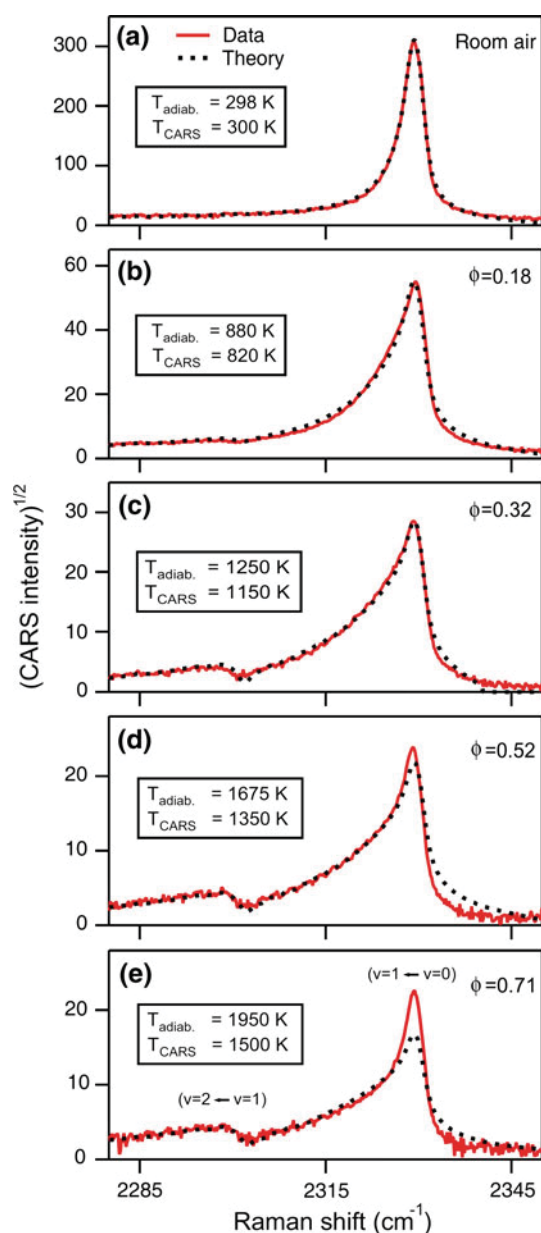 (a)
Data
Theory
Room air
T_adiab. = 298 K
T_CARS = 300 K
300
200
100
0
(b)
ϕ=0.18
T_adiab. = 880 K
T_CARS = 820 K
60
40
20
0
(c)
ϕ=0.32
T_adiab. = 1250 K
T_CARS = 1150 K
30
20
10
0
(d)
ϕ=0.52
T_adiab. = 1675 K
T_CARS = 1350 K
20
10
0
(e)
(v=1 ← v=0)
ϕ=0.71
T_adiab. = 1950 K
T_CARS = 1500 K
(v=2 ← v=1)
20
10
0
(CARS intensity)^1/2
2285
2315
2345
Raman shift (cm⁻¹)